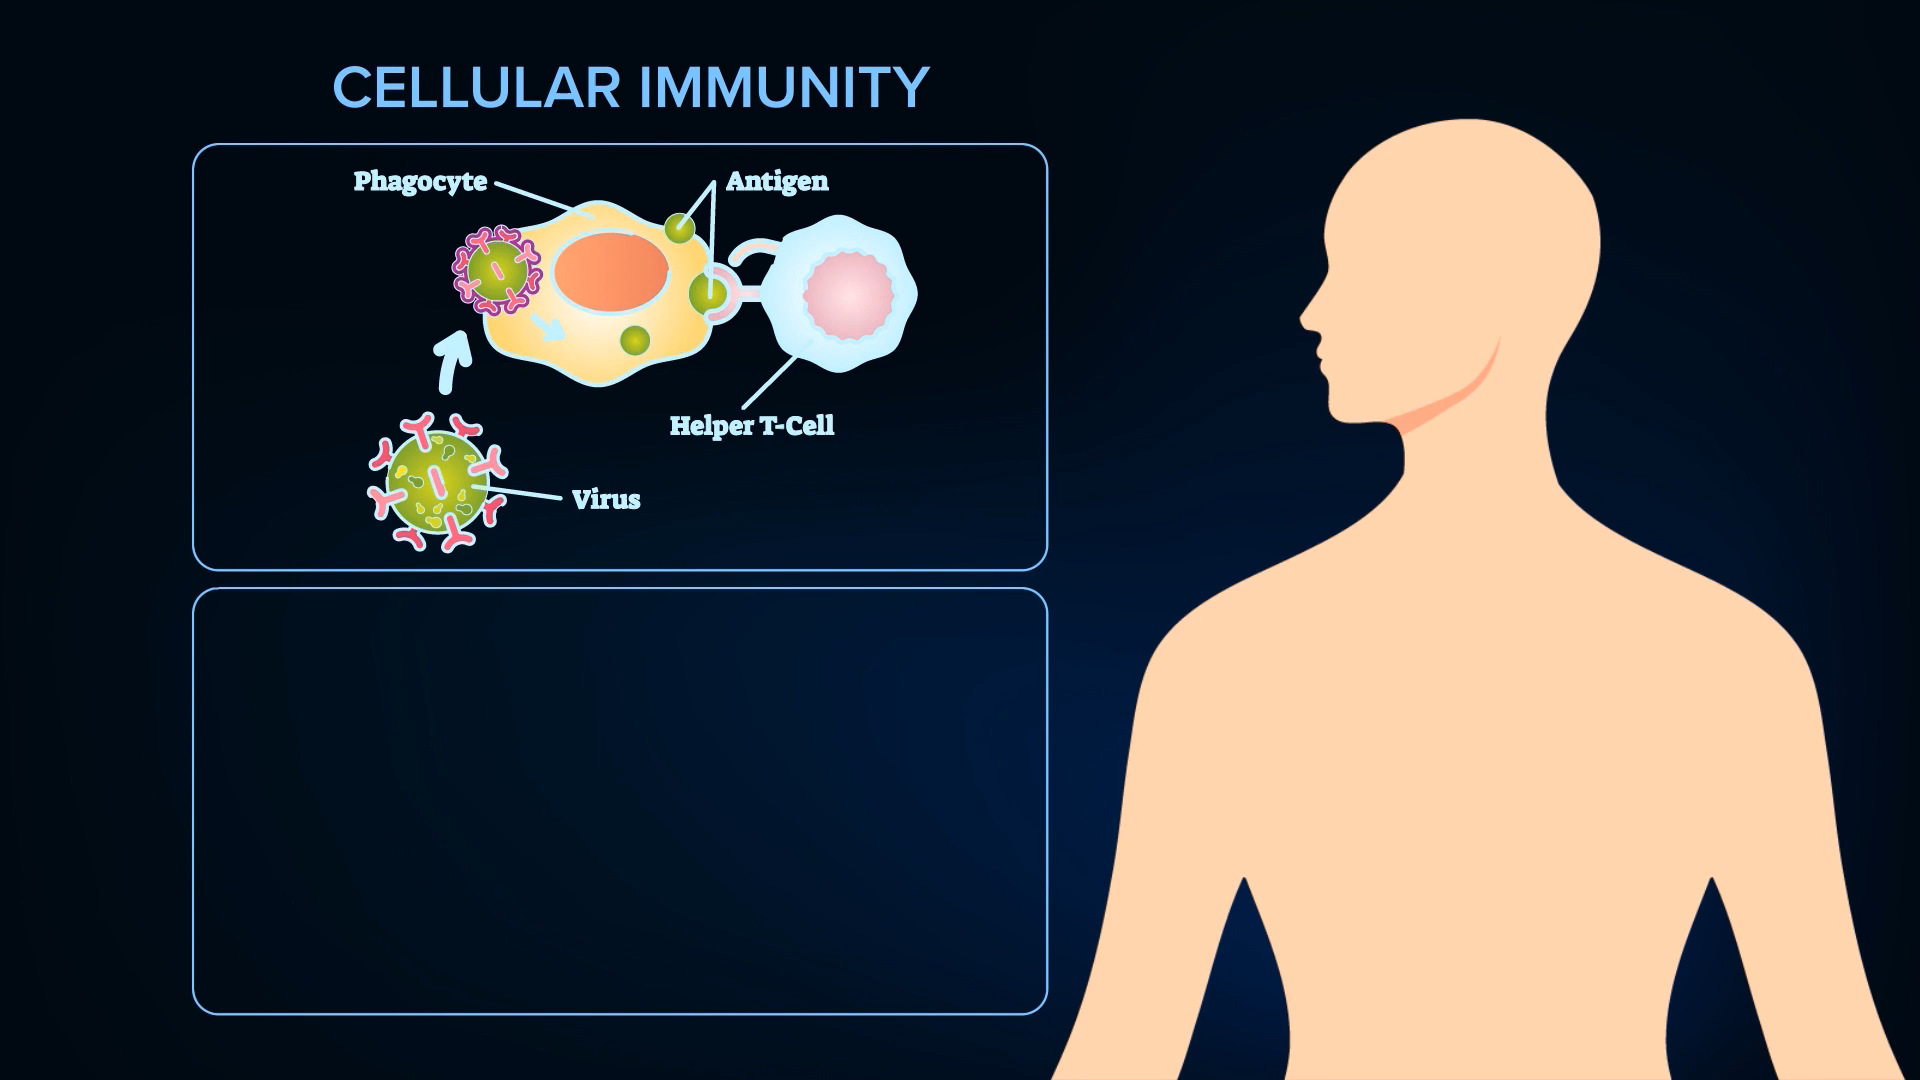 CELLULAR IMMUNITY
Phagocyte
Antigen
Helper T-Cell
Virus